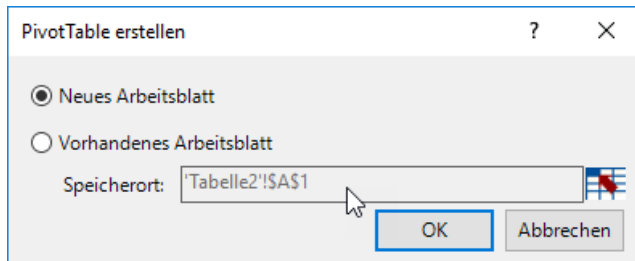 PivotTable erstellen ?
Neues Arbeitsblatt
Vorhandenes Arbeitsblatt
Speicherort: 'Tabelle2'!$A$1
OK Abbrechen